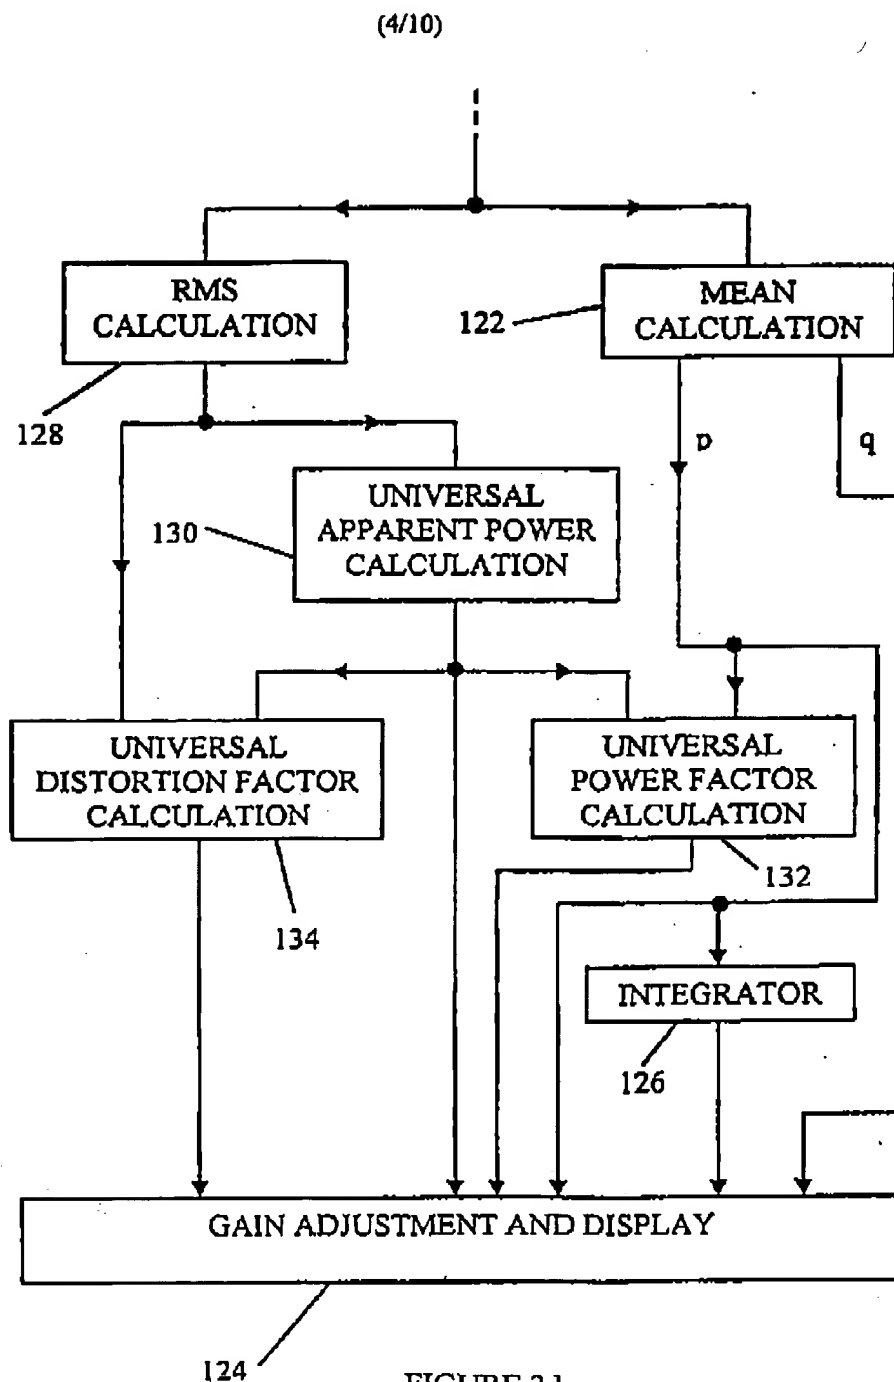 (4/10)
RMS
CALCULATION
MEAN
CALCULATION
122
128
p
q
UNIVERSAL
APPARENT POWER
CALCULATION
130
UNIVERSAL
DISTORTION FACTOR
CALCULATION
UNIVERSAL
POWER FACTOR
CALCULATION
132
134
INTEGRATOR
126
GAIN ADJUSTMENT AND DISPLAY
124